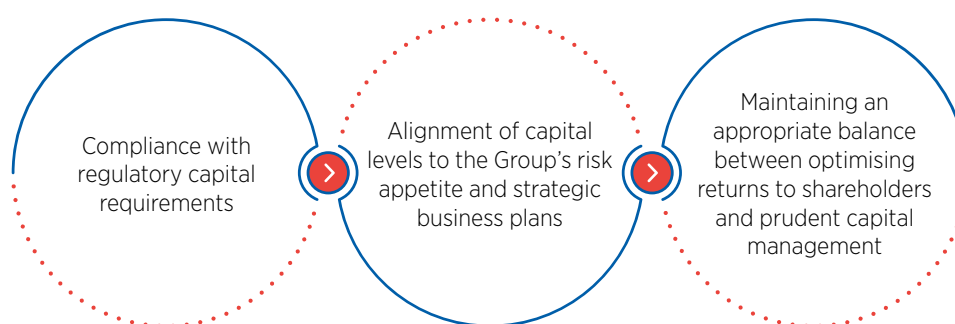 Compliance with
regulatory capital
requirements
Alignment of capital
levels to the Group's risk
appetite and strategic
business plans
Maintaining an
appropriate balance
between optimising
returns to shareholders
and prudent capital
management